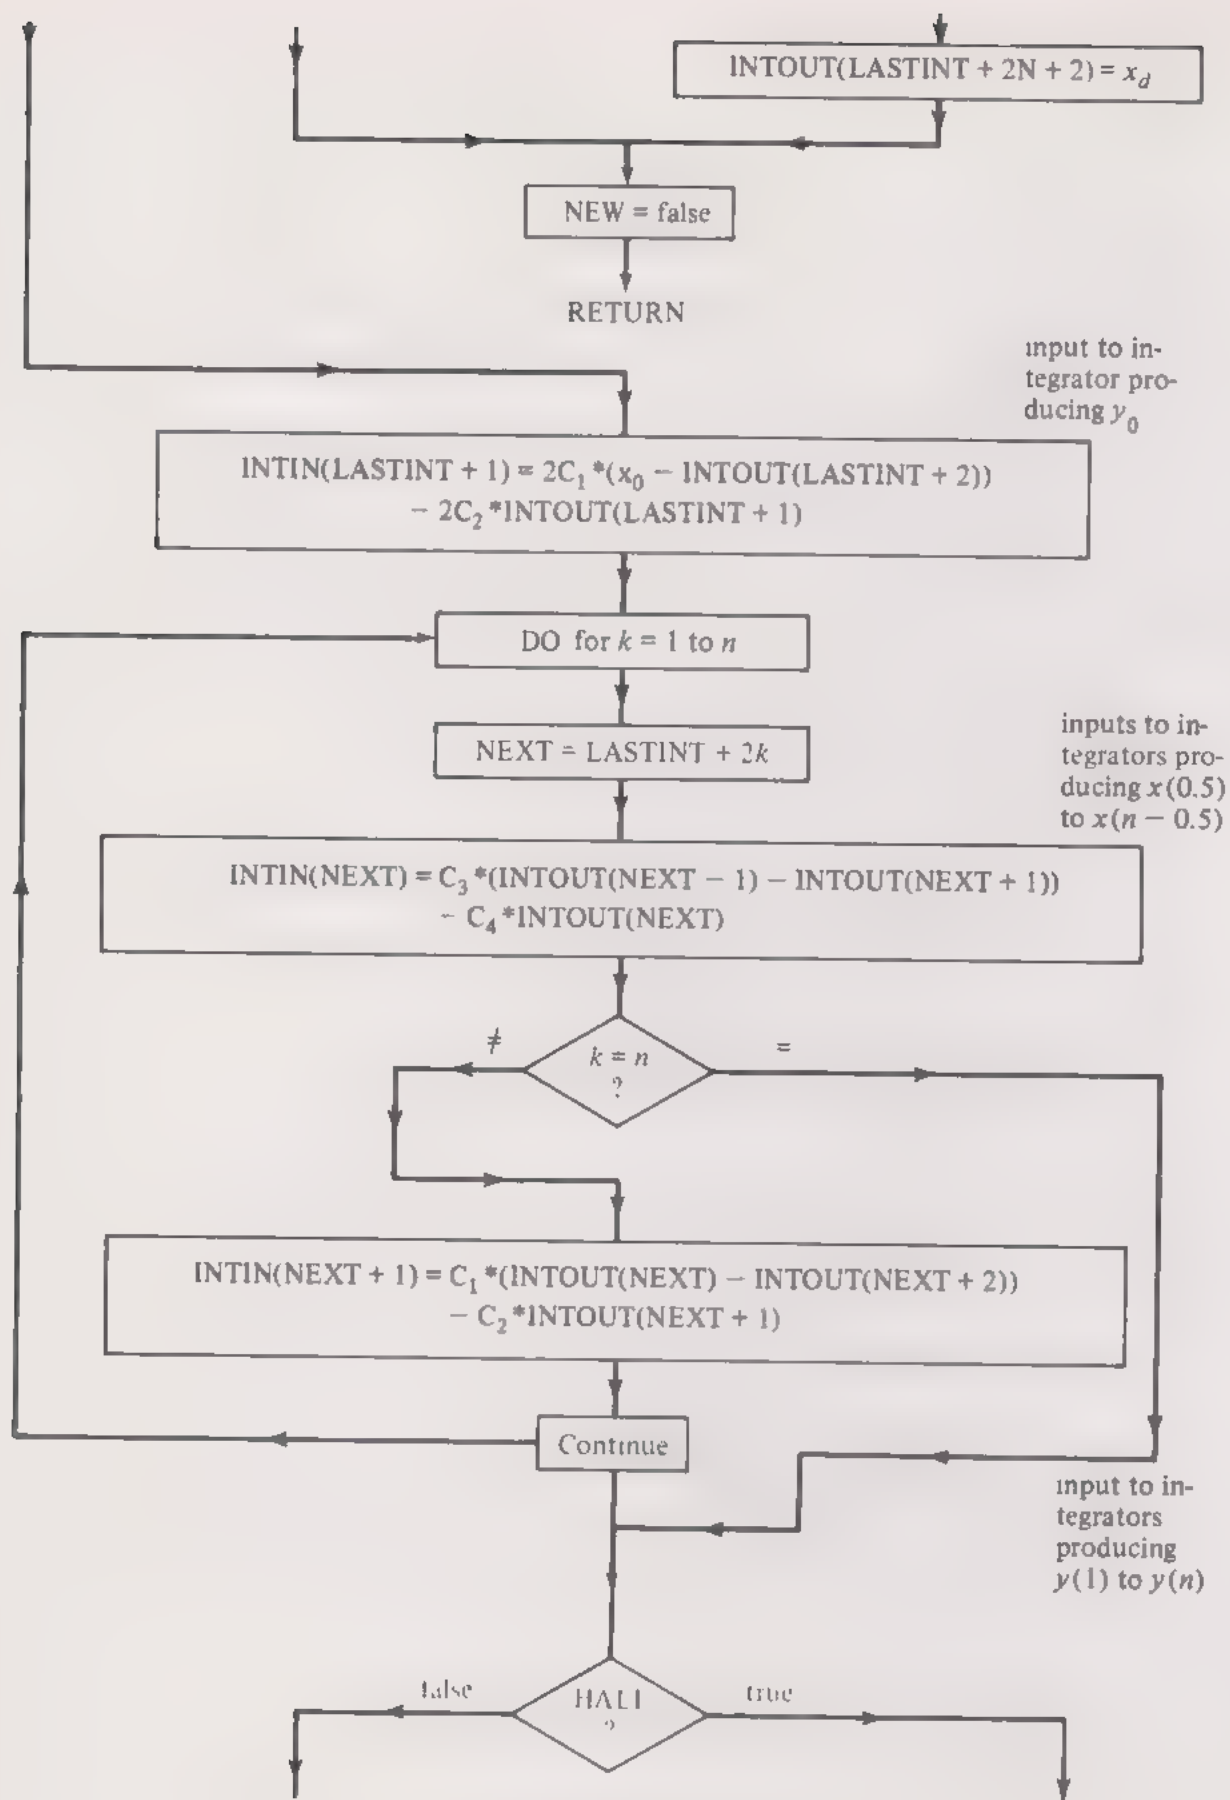 INTOUT(LASTINT + 2N + 2) = x_d
NEW = false
RETURN
input to in-
tegrator pro-
ducing y_0
INTIN(LASTINT + 1) = 2C_1*(x_0 − INTOUT(LASTINT + 2))
− 2C_2*INTOUT(LASTINT + 1)
DO for k = 1 to n
NEXT = LASTINT + 2k
inputs to in-
tegrators pro-
ducing x(0.5)
to x(n − 0.5)
INTIN(NEXT) = C_3*(INTOUT(NEXT − 1) − INTOUT(NEXT + 1))
− C_4*INTOUT(NEXT)
≠
k = n
?
=
INTIN(NEXT + 1) = C_1*(INTOUT(NEXT) − INTOUT(NEXT + 2))
− C_2*INTOUT(NEXT + 1)
Continue
input to in-
tegrators
producing
y(1) to y(n)
false
HALF
?
true